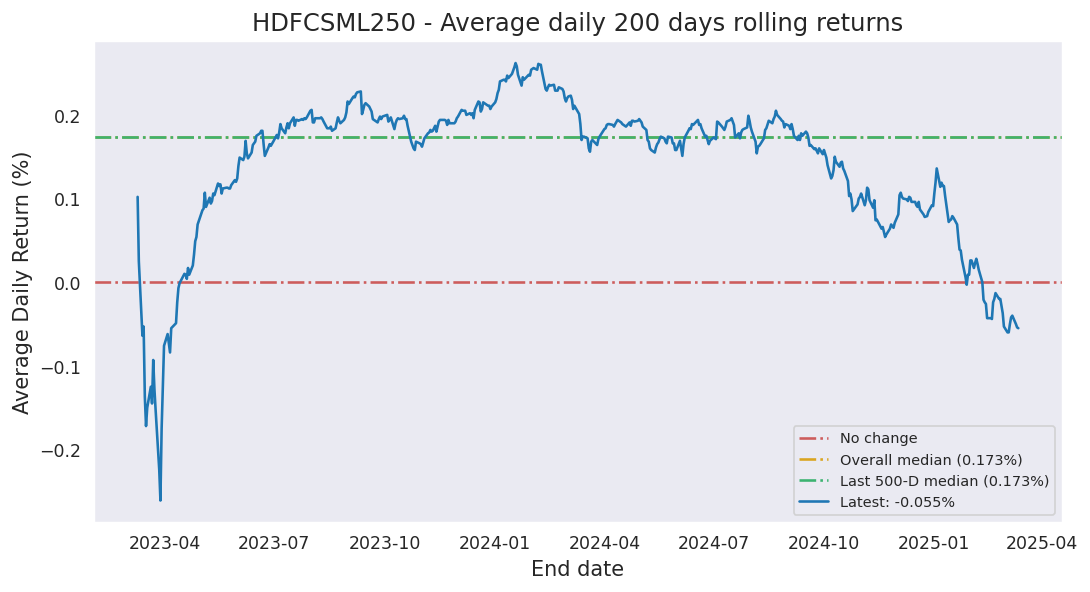 HDFCSML250 - Average daily 200 days rolling returns
Average Daily Return (%)
0.2
0.1
0.0
−0.1
−0.2
No change
Overall median (0.173%)
Last 500-D median (0.173%)
Latest: -0.055%
2023-04 2023-07 2023-10 2024-01 2024-04 2024-07 2024-10 2025-01 2025-04
End date